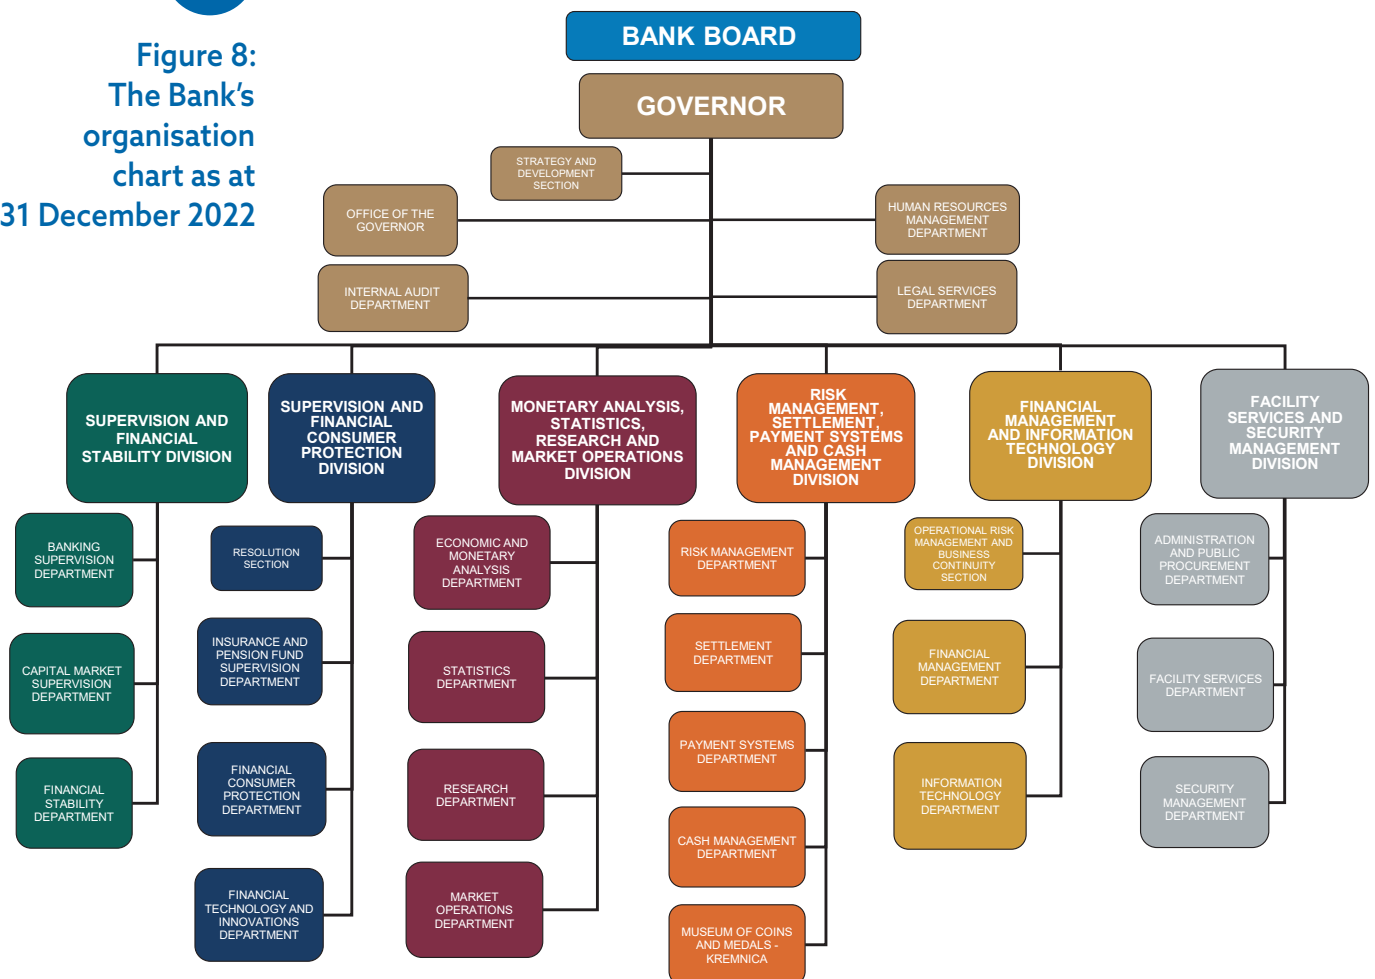 Figure 8:
The Bank's
organisation
chart as at
31 December 2022
BANK BOARD
GOVERNOR
STRATEGY AND
DEVELOPMENT
SECTION
OFFICE OF THE
GOVERNOR
HUMAN RESOURCES
MANAGEMENT
DEPARTMENT
INTERNAL AUDIT
DEPARTMENT
LEGAL SERVICES
DEPARTMENT
SUPERVISION AND
FINANCIAL
STABILITY DIVISION
BANKING
SUPERVISION
DEPARTMENT
CAPITAL MARKET
SUPERVISION
DEPARTMENT
FINANCIAL
STABILITY
DEPARTMENT
SUPERVISION AND
FINANCIAL
CONSUMER
PROTECTION
DIVISION
RESOLUTION
SECTION
INSURANCE AND
PENSION FUND
SUPERVISION
DEPARTMENT
FINANCIAL
CONSUMER
PROTECTION
DEPARTMENT
FINANCIAL
TECHNOLOGY AND
INNOVATIONS
DEPARTMENT
MONETARY ANALYSIS,
STATISTICS,
RESEARCH AND
MARKET OPERATIONS
DIVISION
ECONOMIC AND
MONETARY
ANALYSIS
DEPARTMENT
STATISTICS
DEPARTMENT
RESEARCH
DEPARTMENT
MARKET
OPERATIONS
DEPARTMENT
RISK
MANAGEMENT,
SETTLEMENT,
PAYMENT SYSTEMS
AND CASH
MANAGEMENT
DIVISION
RISK MANAGEMENT
DEPARTMENT
SETTLEMENT
DEPARTMENT
PAYMENT SYSTEMS
DEPARTMENT
CASH MANAGEMENT
DEPARTMENT
MUSEUM OF COINS
AND MEDALS -
KREMNICA
FINANCIAL
MANAGEMENT
AND INFORMATION
TECHNOLOGY
DIVISION
OPERATIONAL RISK
MANAGEMENT AND
BUSINESS
CONTINUITY
SECTION
FINANCIAL
MANAGEMENT
DEPARTMENT
INFORMATION
TECHNOLOGY
DEPARTMENT
FACILITY
SERVICES AND
SECURITY
MANAGEMENT
DIVISION
ADMINISTRATION
AND PUBLIC
PROCUREMENT
DEPARTMENT
FACILITY SERVICES
DEPARTMENT
SECURITY
MANAGEMENT
DEPARTMENT